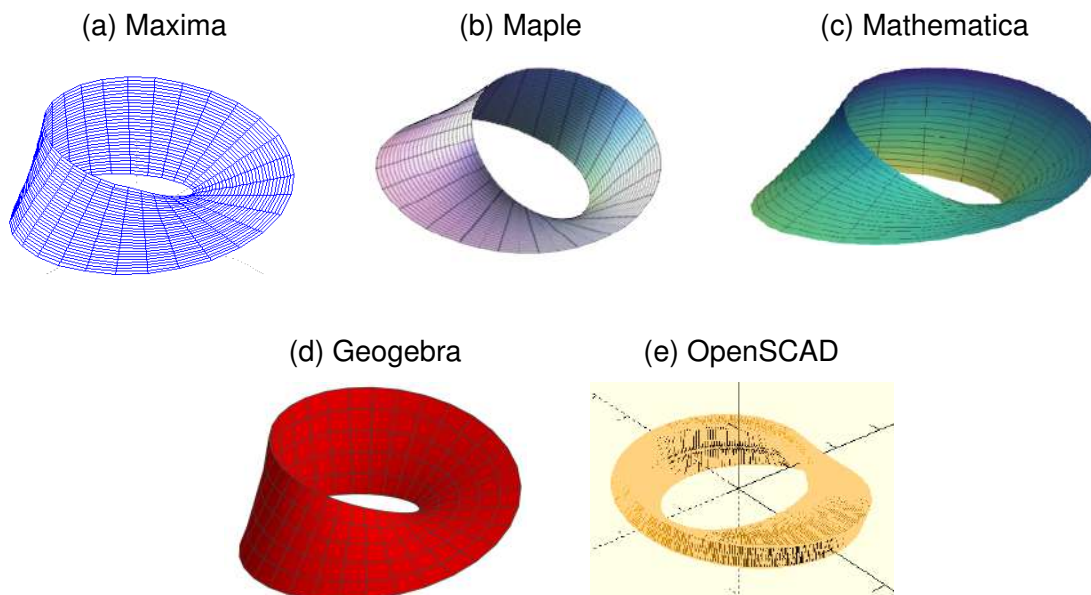 (a) Maxima
(b) Maple
(c) Mathematica
(d) Geogebra
(e) OpenSCAD